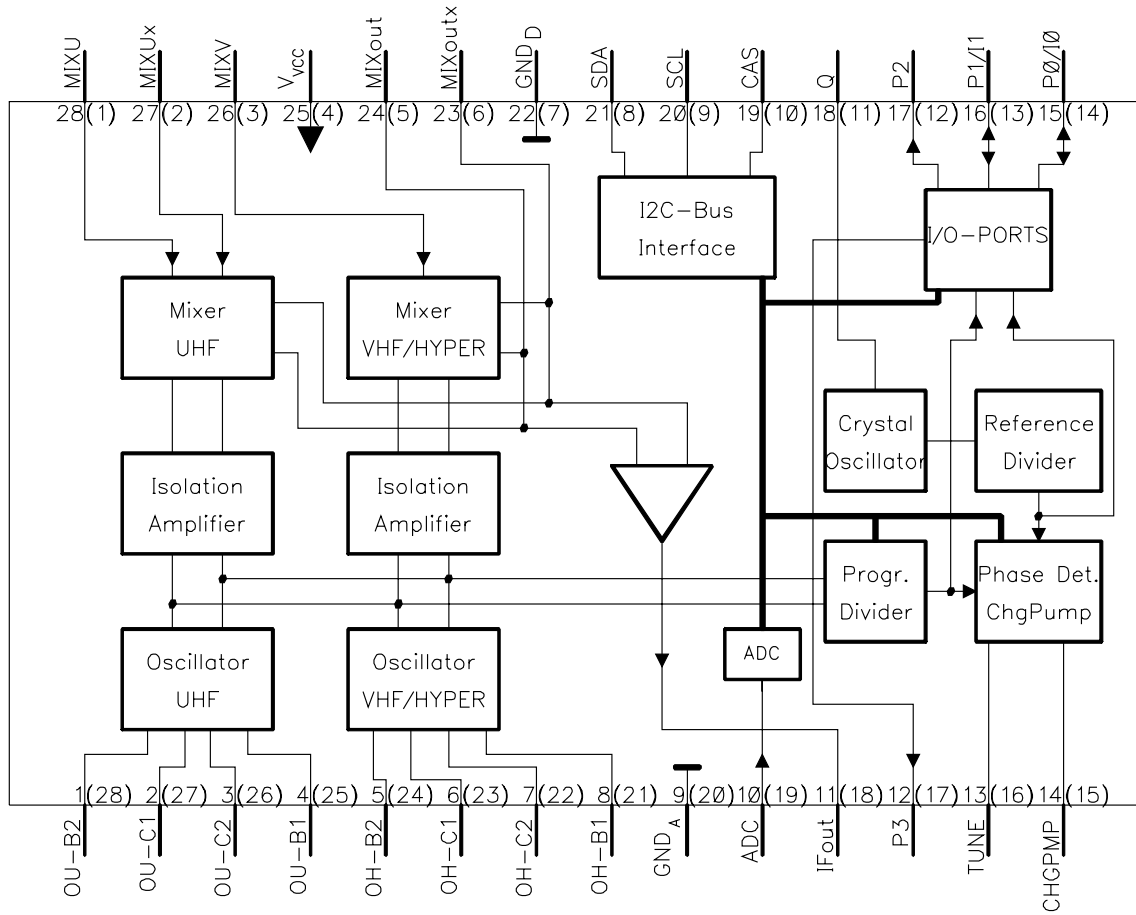 MIXU
MIXUx
MIXV
Vvcc
MIXout
MIXoutx
GND D
SDA
SCL
CAS
Q
P2
P1/I1
PØ/IØ
28(1)
27(2)
26(3)
25(4)
24(5)
23(6)
22(7)
21(8)
20(9)
19(10)
18(11)
17(12)
16(13)
15(14)
I2C-Bus
Interface
I/O-PORTS
Mixer
UHF
Mixer
VHF/HYPER
Crystal
Oscillator
Reference
Divider
Isolation
Amplifier
Isolation
Amplifier
Progr.
Divider
Phase Det.
ChgPump
Oscillator
UHF
Oscillator
VHF/HYPER
ADC
1(28)
2(27)
3(26)
4(25)
5(24)
6(23)
7(22)
8(21)
9(20)
10(19)
11(18)
12(17)
13(16)
14(15)
OU-B2
OU-C1
OU-C2
OU-B1
OH-B2
OH-C1
OH-C2
OH-B1
GND A
ADC
IFout
P3
TUNE
CHGPMP